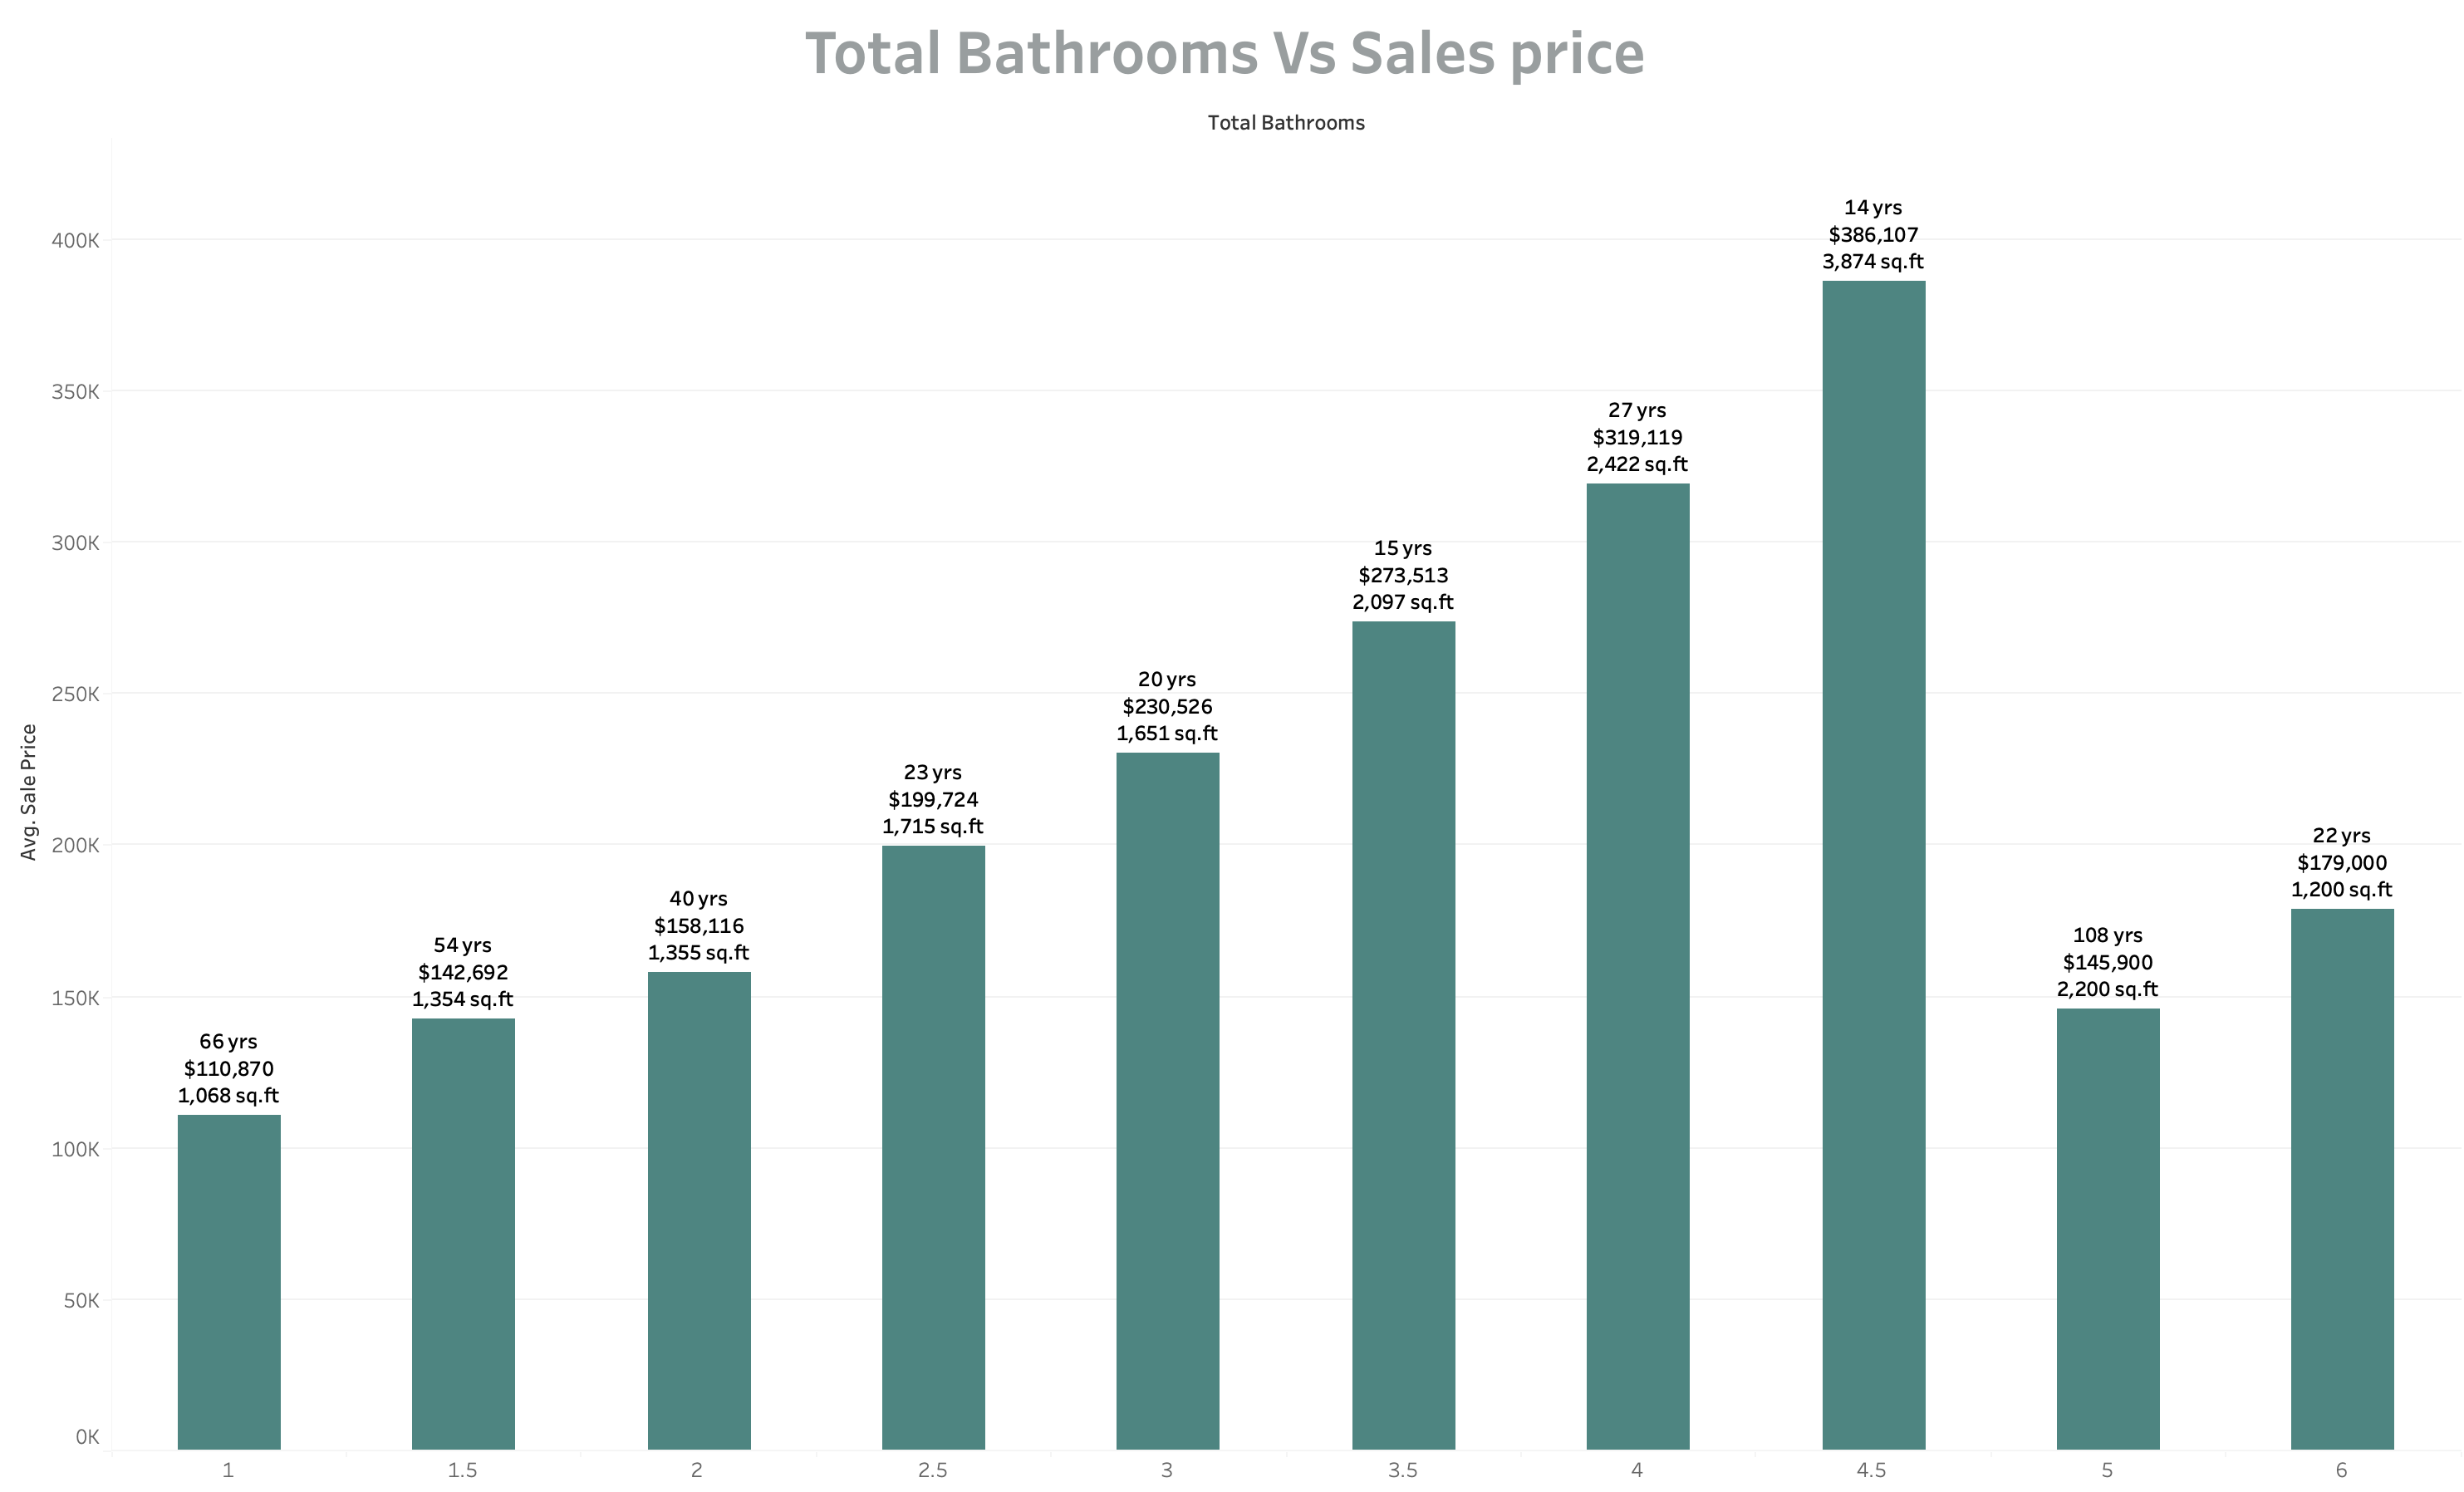 Total Bathrooms Vs Sales price
Total Bathrooms
Avg. Sale Price
400K
350K
300K
250K
200K
150K
100K
50K
0K
66 yrs
$110,870
1,068 sq.ft
54 yrs
$142,692
1,354 sq.ft
40 yrs
$158,116
1,355 sq.ft
23 yrs
$199,724
1,715 sq.ft
20 yrs
$230,526
1,651 sq.ft
15 yrs
$273,513
2,097 sq.ft
27 yrs
$319,119
2,422 sq.ft
14 yrs
$386,107
3,874 sq.ft
108 yrs
$145,900
2,200 sq.ft
22 yrs
$179,000
1,200 sq.ft
1 1.5 2 2.5 3 3.5 4 4.5 5 6